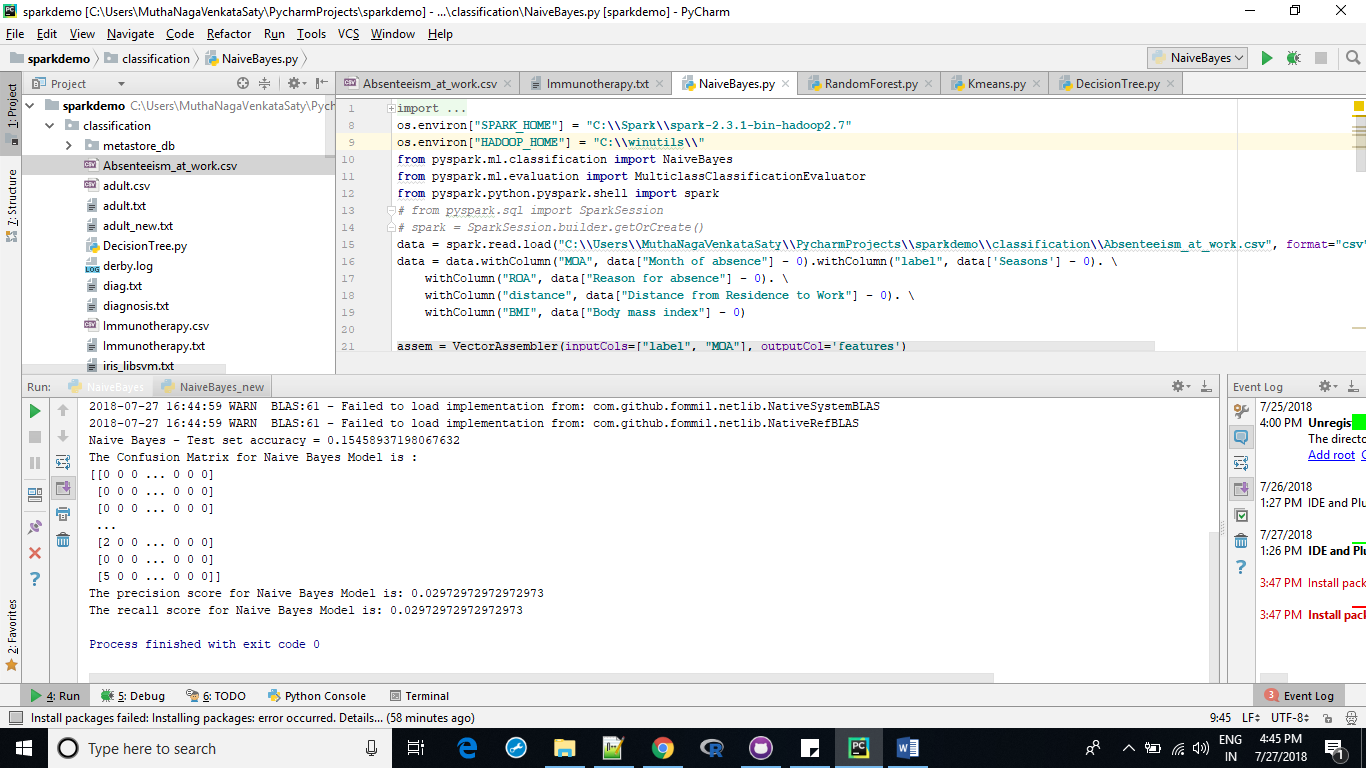 sparkdemo [C:\Users\MuthaNagaVenkataSaty\PycharmProjects\sparkdemo] - ...\classification\NaiveBayes.py [sparkdemo] - PyCharm
File Edit View Navigate Code Refactor Run Tools VCS Window Help
sparkdemo classification NaiveBayes.py NaiveBayes
Project Absenteeism_at_work.csv Immunotherapy.txt NaiveBayes.py RandomForest.py Kmeans.py DecisionTree.py
1: Project
7: Structure
2: Favorites
sparkdemo C:\Users\MuthaNagaVenkataSaty\Pych
classification
metastore_db
Absenteeism_at_work.csv
adult.csv
adult.txt
adult_new.txt
DecisionTree.py
derby.log
diag.txt
diagnosis.txt
Immunotherapy.csv
Immunotherapy.txt
iris_libsvm.txt
1 import ...
8 os.environ["SPARK_HOME"] = "C:\\Spark\\spark-2.3.1-bin-hadoop2.7"
9 os.environ["HADOOP_HOME"] = "C:\\winutils\\"
10 from pyspark.ml.classification import NaiveBayes
11 from pyspark.ml.evaluation import MulticlassClassificationEvaluator
12 from pyspark.python.pyspark.shell import spark
13 # from pyspark.sql import SparkSession
14 # spark = SparkSession.builder.getOrCreate()
15 data = spark.read.load("C:\\Users\\MuthaNagaVenkataSaty\\PycharmProjects\\sparkdemo\\classification\\Absenteeism_at_work.csv", format="csv"
16 data = data.withColumn("MOA", data["Month of absence"] - 0).withColumn("label", data['Seasons'] - 0). \
17 withColumn("ROA", data["Reason for absence"] - 0). \
18 withColumn("distance", data["Distance from Residence to Work"] - 0). \
19 withColumn("BMI", data["Body mass index"] - 0)
20
21 assem = VectorAssembler(inputCols=["label", "MOA"], outputCol='features')
Run: NaiveBayes NaiveBayes_new
2018-07-27 16:44:59 WARN BLAS:61 - Failed to load implementation from: com.github.fommil.netlib.NativeSystemBLAS
2018-07-27 16:44:59 WARN BLAS:61 - Failed to load implementation from: com.github.fommil.netlib.NativeRefBLAS
Naive Bayes - Test set accuracy = 0.15458937198067632
The Confusion Matrix for Naive Bayes Model is :
[[0 0 0 ... 0 0 0]
[0 0 0 ... 0 0 0]
[0 0 0 ... 0 0 0]
...
[2 0 0 ... 0 0 0]
[0 0 0 ... 0 0 0]
[5 0 0 ... 0 0 0]]
The precision score for Naive Bayes Model is: 0.02972972972972973
The recall score for Naive Bayes Model is: 0.02972972972972973
Process finished with exit code 0
Event Log
7/25/2018
4:00 PM Unregis
The directo
Add root
7/26/2018
1:27 PM IDE and Plu
7/27/2018
1:26 PM IDE and Pl
3:47 PM Install pack
3:47 PM Install pack
4: Run 5: Debug 6: TODO Python Console Terminal 3 Event Log
Install packages failed: Installing packages: error occurred. Details... (58 minutes ago) 9:45 LF UTF-8
Type here to search
ENG
IN
4:45 PM
7/27/2018
1